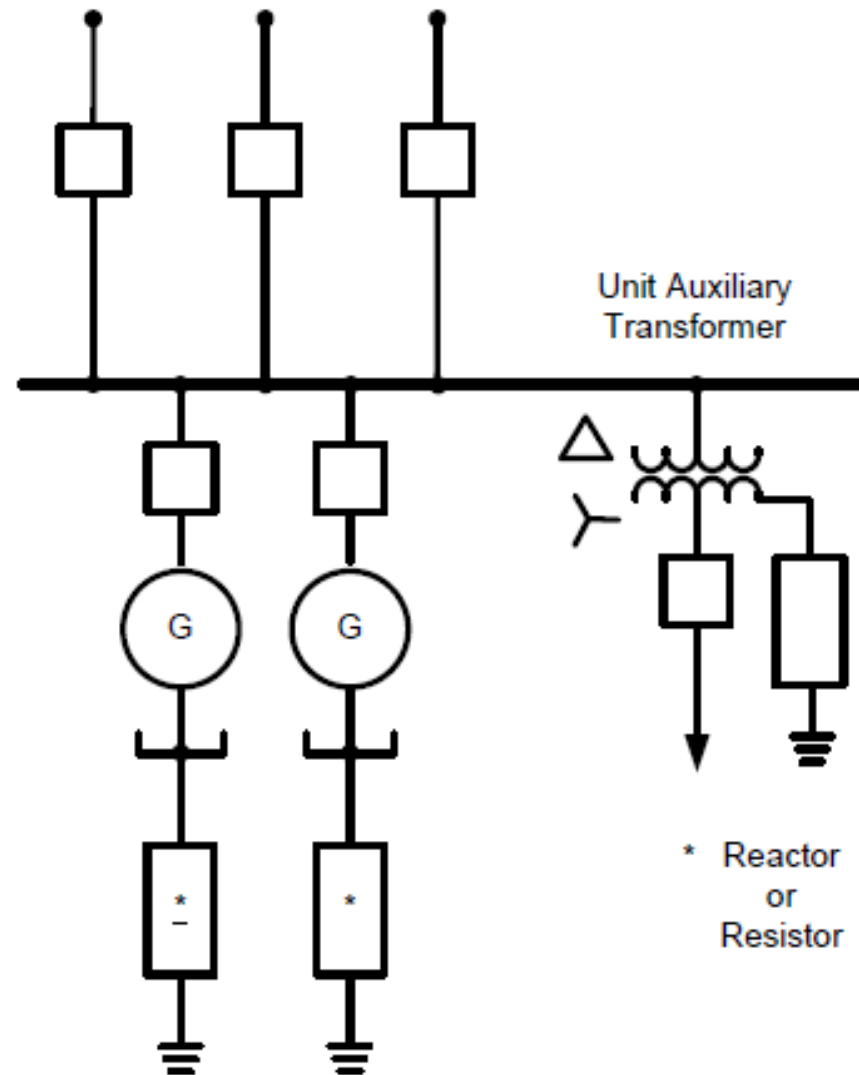 Unit Auxiliary
Transformer
G
G
* Reactor
or
Resistor
*
*